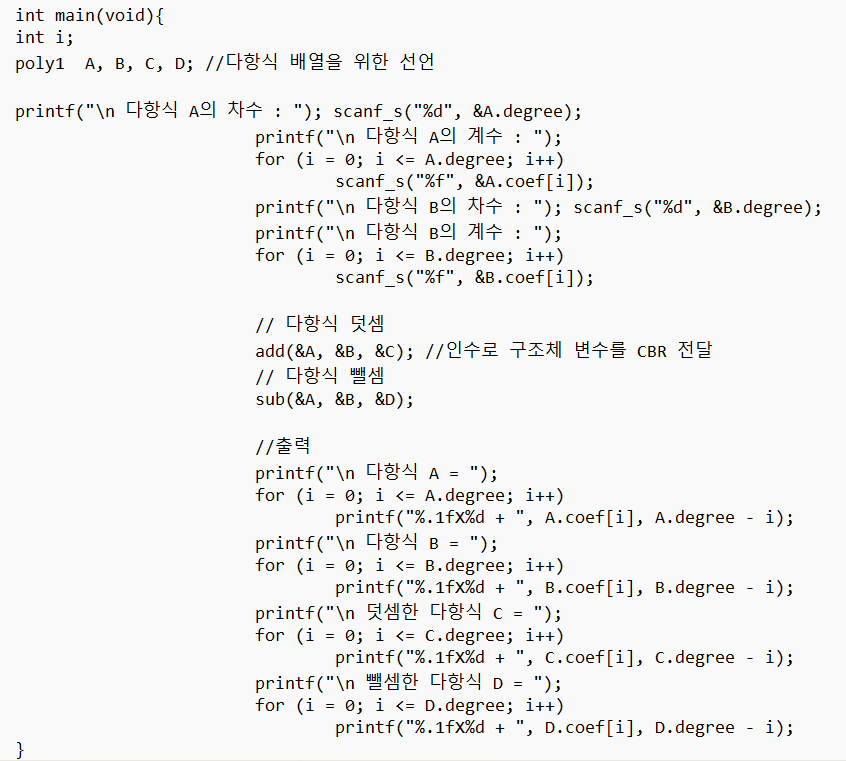 int main(void){
int i;
poly1  A, B, C, D; //다항식 배열을 위한 선언
printf("\n 다항식 A의 차수 : "); scanf_s("%d", &A.degree);
printf("\n 다항식 A의 계수 : ");
for (i = 0; i <= A.degree; i++)
scanf_s("%f", &A.coef[i]);
printf("\n 다항식 B의 차수 : "); scanf_s("%d", &B.degree);
printf("\n 다항식 B의 계수 : ");
for (i = 0; i <= B.degree; i++)
scanf_s("%f", &B.coef[i]);
// 다항식 덧셈
add(&A, &B, &C); //인수로 구조체 변수를 CBR 전달
// 다항식 뺄셈
sub(&A, &B, &D);
//출력
printf("\n 다항식 A = ");
for (i = 0; i <= A.degree; i++)
printf("%.1fX%d + ", A.coef[i], A.degree - i);
printf("\n 다항식 B = ");
for (i = 0; i <= B.degree; i++)
printf("%.1fX%d + ", B.coef[i], B.degree - i);
printf("\n 덧셈한 다항식 C = ");
for (i = 0; i <= C.degree; i++)
printf("%.1fX%d + ", C.coef[i], C.degree - i);
printf("\n 뺄셈한 다항식 D = ");
for (i = 0; i <= D.degree; i++)
printf("%.1fX%d + ", D.coef[i], D.degree - i);
}